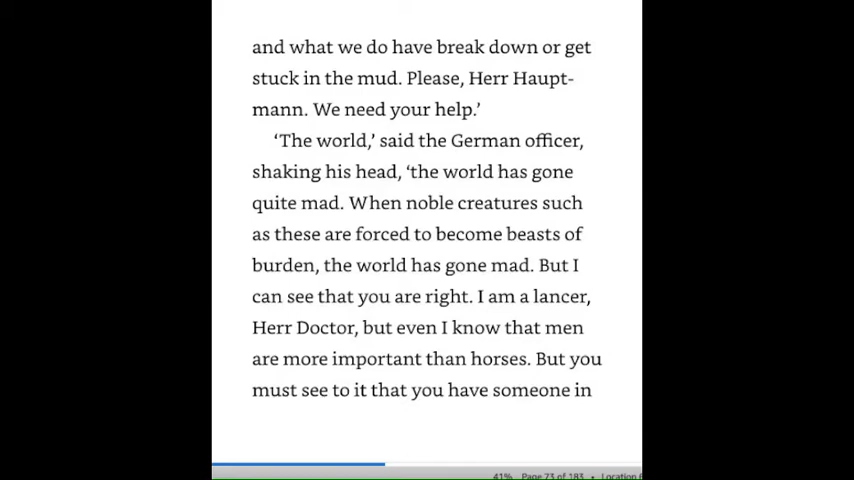 and what we do have break down or get
stuck in the mud. Please, Herr Haupt-
mann. We need your help.’
‘The world,’ said the German officer,
shaking his head, ‘the world has gone
quite mad. When noble creatures such
as these are forced to become beasts of
burden, the world has gone mad. But I
can see that you are right. I am a lancer,
Herr Doctor, but even I know that men
are more important than horses. But you
must see to it that you have someone in
41% Page 73 of 183 • Location